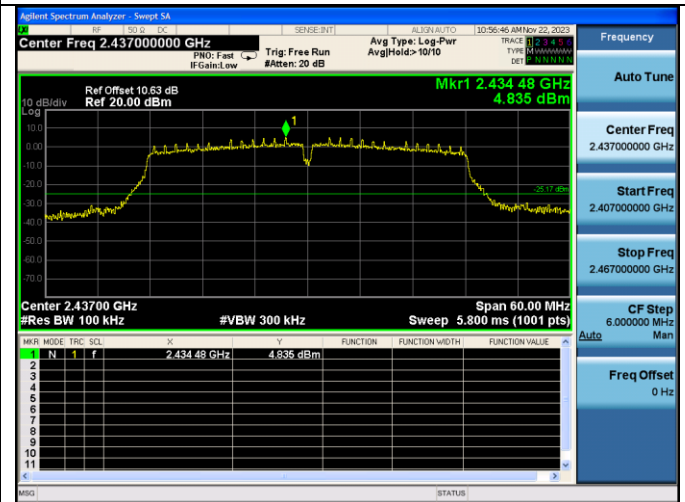 Agilent Spectrum Analyzer - Swept SA
RF 50 Ω DC SENSE:INT ALIGN AUTO 10:56:46 AM Nov 22, 2023
Center Freq 2.437000000 GHz
PNO: Fast
IFGain:Low
Trig: Free Run
#Atten: 20 dB
Avg Type: Log-Pwr
Avg|Hold:> 10/10
TRACE 1 2 3 4 5 6
TYPE M W W W W W
DET P N N N N N
Frequency
Auto Tune
Mkr1 2.434 48 GHz
4.835 dBm
Ref Offset 10.63 dB
10 dB/div Ref 20.00 dBm
Log
1
10.0
0.00
-10.0
-20.0
-25.17 dBm
-30.0
-40.0
-50.0
-60.0
-70.0
Center 2.43700 GHz Span 60.00 MHz
#Res BW 100 kHz #VBW 300 kHz Sweep 5.800 ms (1001 pts)
MKR MODE TRC SCL X Y FUNCTION FUNCTION WIDTH FUNCTION VALUE
1 N 1 f 2.434 48 GHz 4.835 dBm
2
3
4
5
6
7
8
9
10
11
Center Freq
2.437000000 GHz
Start Freq
2.407000000 GHz
Stop Freq
2.467000000 GHz
CF Step
6.000000 MHz
Auto Man
Freq Offset
0 Hz
MSG STATUS